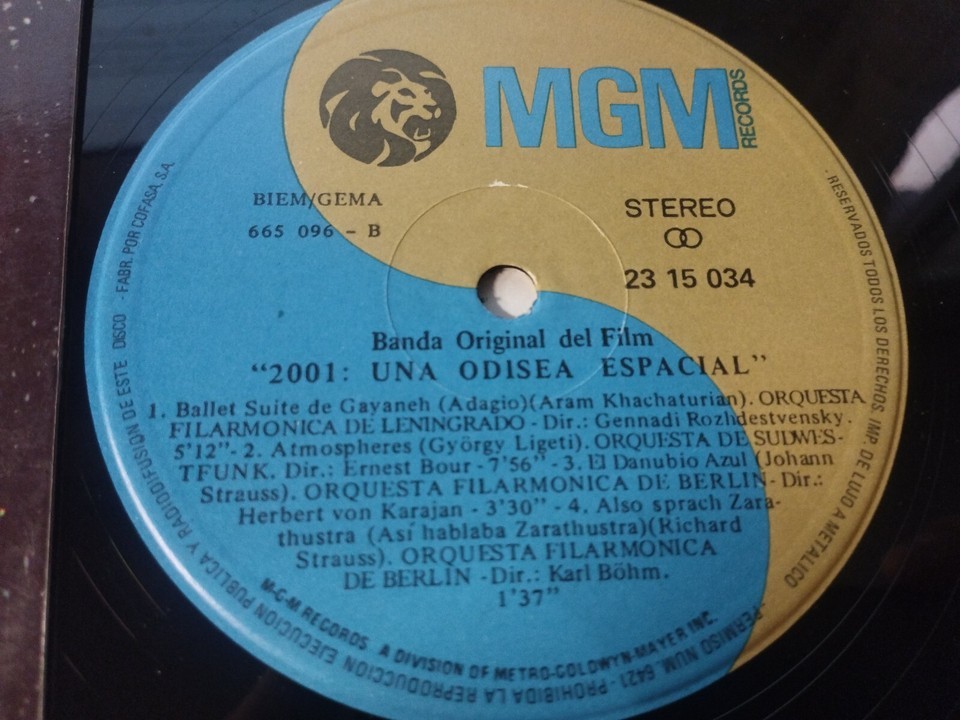 MGM
RECORDS
BIEM/GEMA
665 096 - B
STEREO
23 15 034
Banda Original del Film
“2001: UNA ODISEA ESPACIAL”
1. Ballet Suite de Gayaneh (Adagio)(Aram Khachaturian). ORQUESTA
FILARMONICA DE LENINGRADO - Dir.: Gennadi Rozhdestvensky.
5'12"- 2. Atmospheres (György Ligeti). ORQUESTA DE SUDWES-
TFUNK. Dir.: Ernest Bour - 7'56" - 3. El Danubio Azul (Johann
Strauss). ORQUESTA FILARMONICA DE BERLIN - Dir.:
Herbert von Karajan - 3'30" - 4. Also sprach Zara-
thustra (Así hablaba Zarathustra)(Richard
Strauss). ORQUESTA FILARMONICA
DE BERLIN - Dir.: Karl Böhm.
1'37"
M-G-M RECORDS A DIVISION OF METRO-GOLDWYN-MAYER INC.
- RESERVADOS TODOS LOS DERECHOS. IMP. DE LUJO A METALICO
PERMISO NUM. 6421 - PROHIBIDA LA REPRODUCCION EJECUCION PUBLICA Y RADIODIFUSION DE ESTE DISCO - FABR. POR COFASA, S.A.